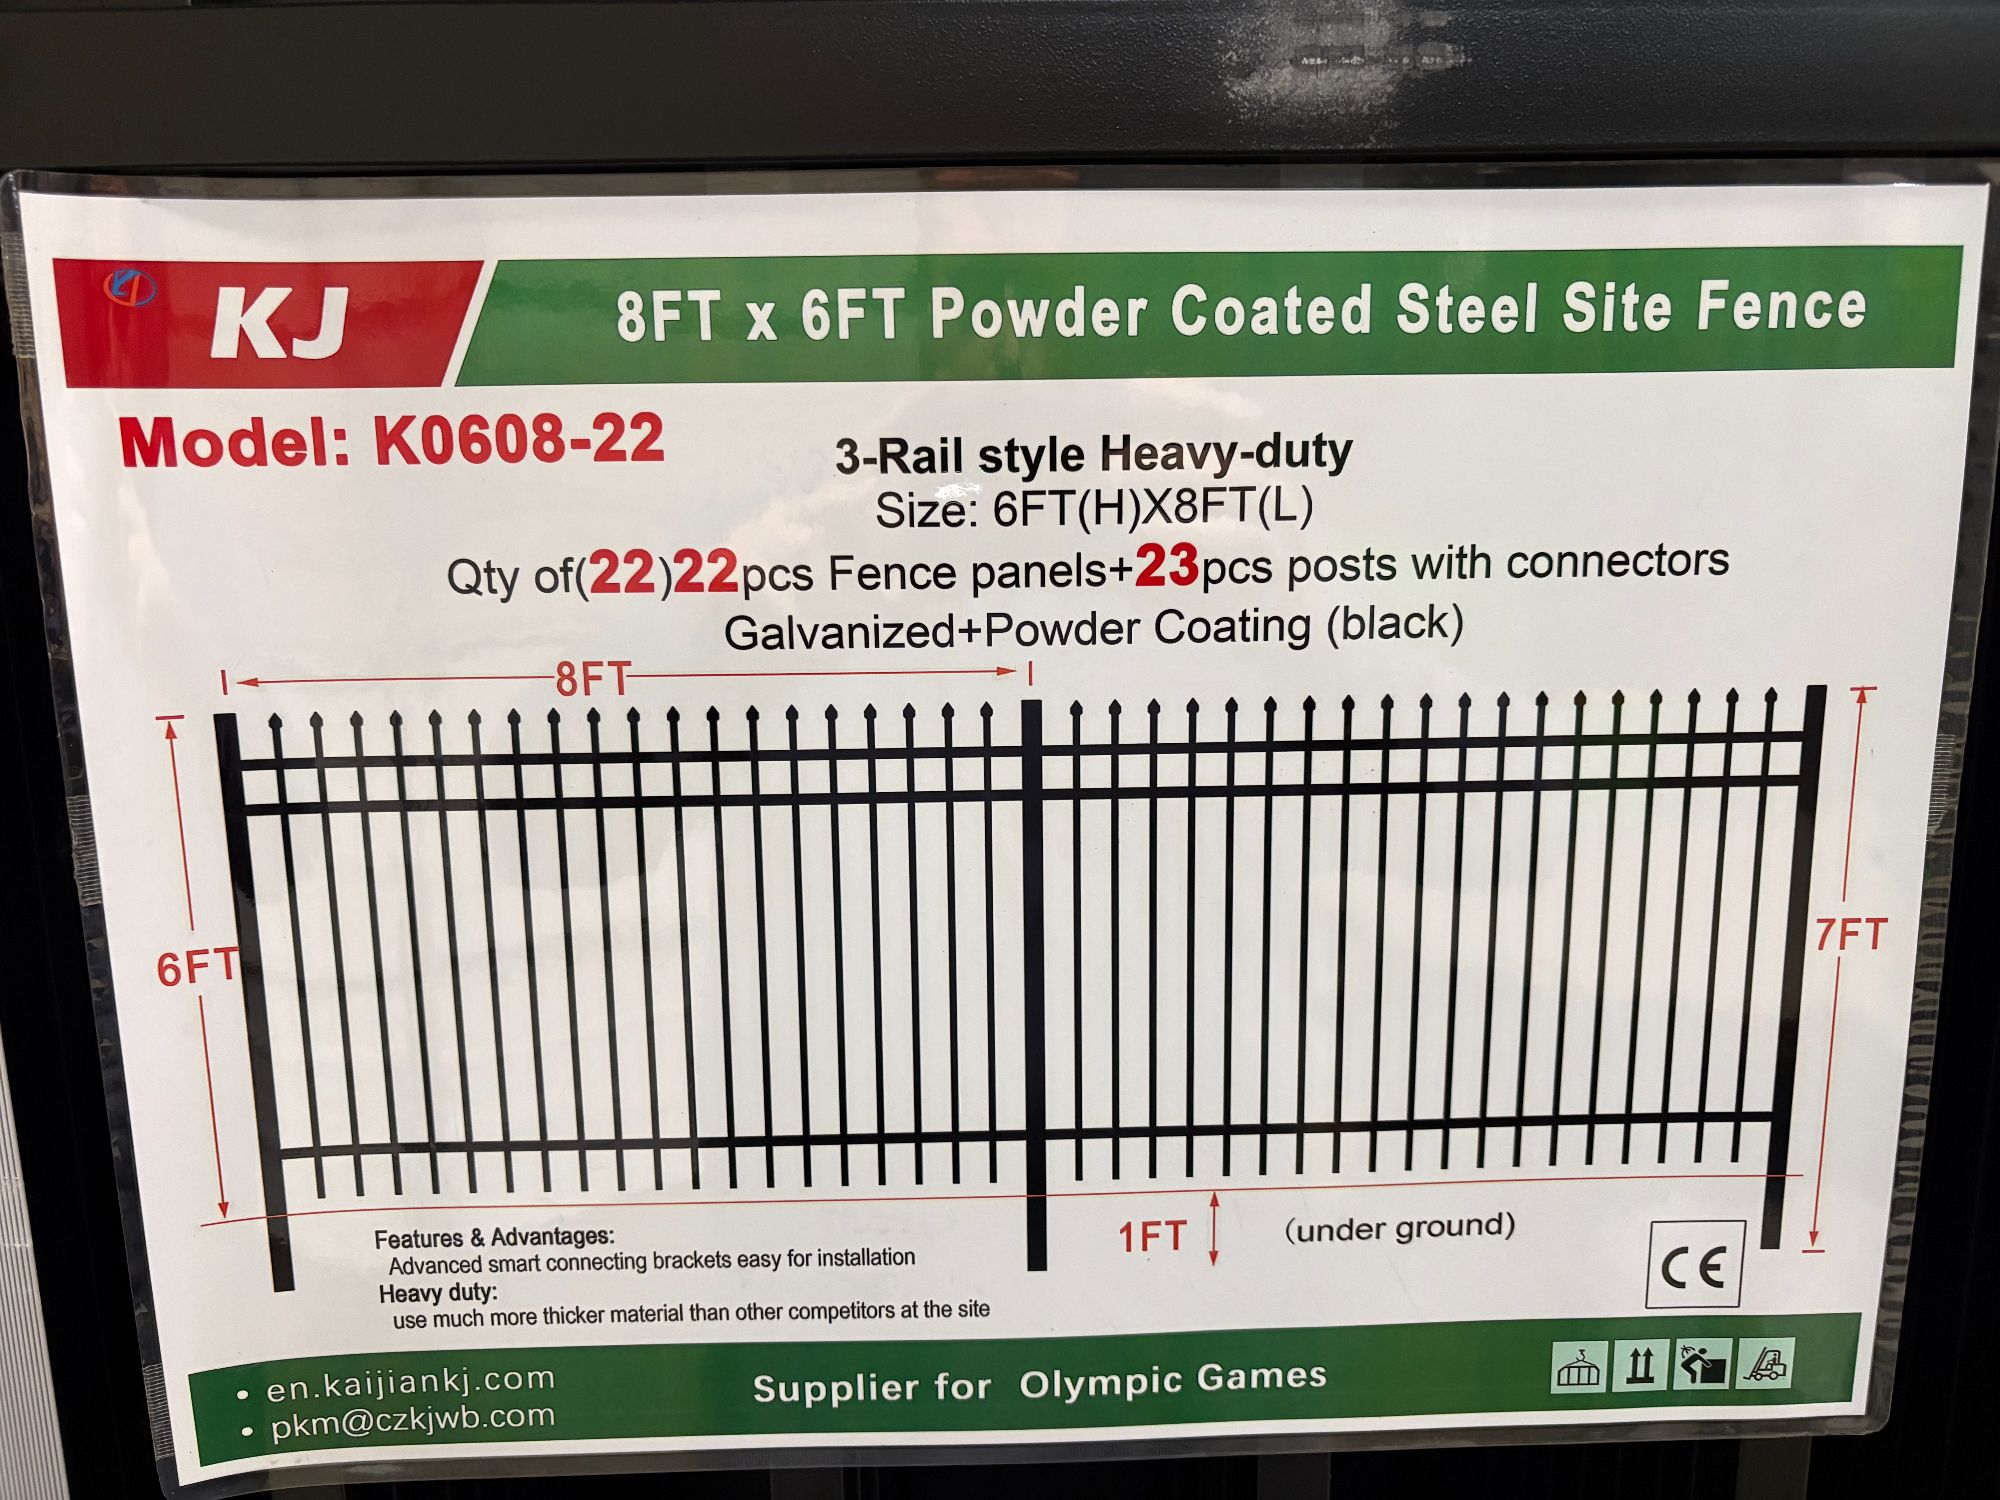 KJ
8FT x 6FT Powder Coated Steel Site Fence
Model: K0608-22
3-Rail style Heavy-duty
Size: 6FT(H)X8FT(L)
Qty of(22)22pcs Fence panels+23pcs posts with connectors
Galvanized+Powder Coating (black)
8FT
6FT
7FT
1FT
(under ground)
Features & Advantages:
Advanced smart connecting brackets easy for installation
Heavy duty:
use much more thicker material than other competitors at the site
CE
• en.kaijiankj.com
• pkm@czkjwb.com
Supplier for Olympic Games